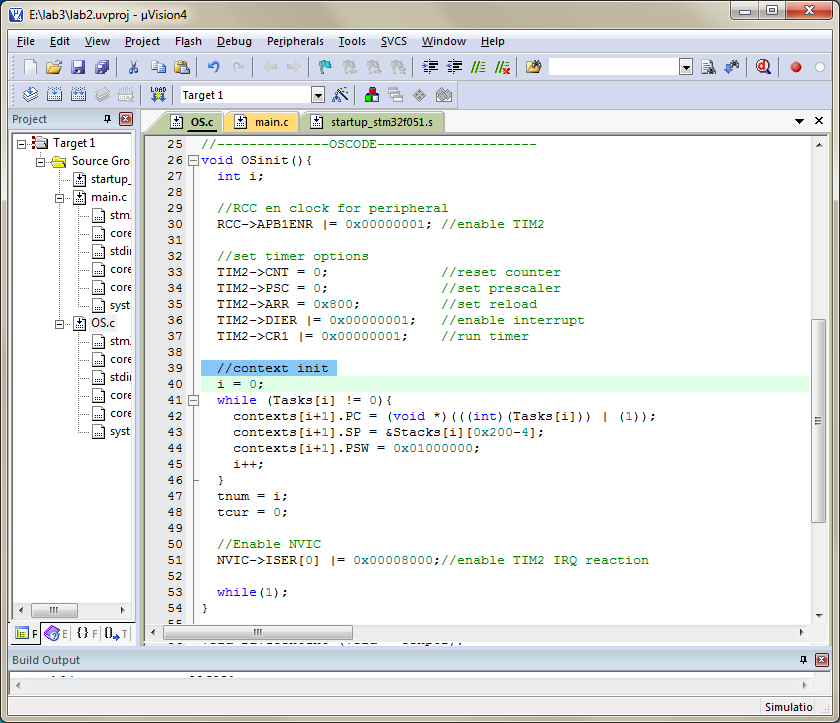 E:\lab3\lab2.uvproj - µVision4
File Edit View Project Flash Debug Peripherals Tools SVCS Window Help
LOAD
Target 1
Project
OS.c main.c startup_stm32f051.s
Target 1
Source Gro
startup_
main.c
stm
core
stdi
core
core
syst
OS.c
stm
core
stdi
core
core
syst
25 //--------------OSCODE--------------------
26 void OSinit(){
27 int i;
28
29 //RCC en clock for peripheral
30 RCC->APB1ENR |= 0x00000001; //enable TIM2
31
32 //set timer options
33 TIM2->CNT = 0; //reset counter
34 TIM2->PSC = 0; //set prescaler
35 TIM2->ARR = 0x800; //set reload
36 TIM2->DIER |= 0x00000001; //enable interrupt
37 TIM2->CR1 |= 0x00000001; //run timer
38
39 //context init
40 i = 0;
41 while (Tasks[i] != 0){
42 contexts[i+1].PC = (void *)(((int)(Tasks[i])) | (1));
43 contexts[i+1].SP = &Stacks[i][0x200-4];
44 contexts[i+1].PSW = 0x01000000;
45 i++;
46 }
47 tnum = i;
48 tcur = 0;
49
50 //Enable NVIC
51 NVIC->ISER[0] |= 0x00008000;//enable TIM2 IRQ reaction
52
53 while(1);
54 }
P E {} F 0 T
Build Output
Simulatio